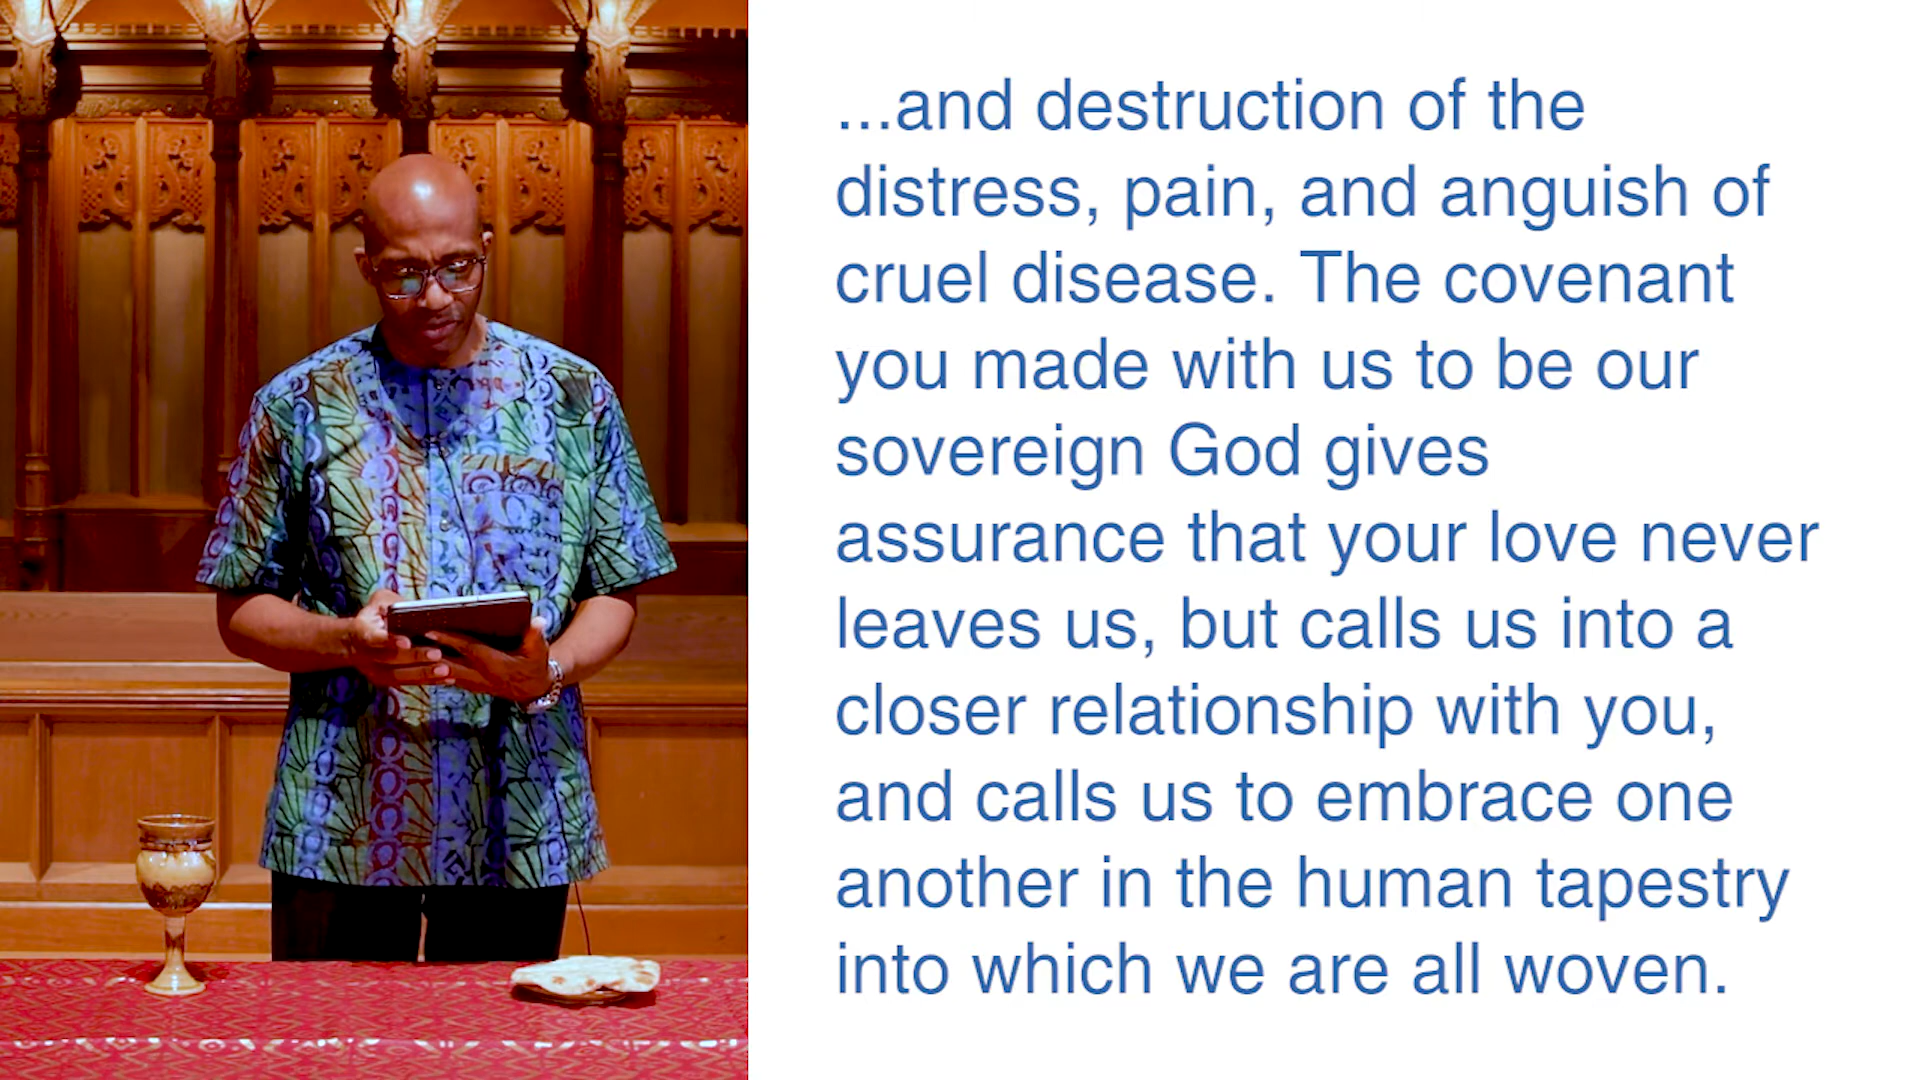 ...and destruction of the
distress, pain, and anguish of
cruel disease. The covenant
you made with us to be our
sovereign God gives
assurance that your love never
leaves us, but calls us into a
closer relationship with you,
and calls us to embrace one
another in the human tapestry
into which we are all woven.